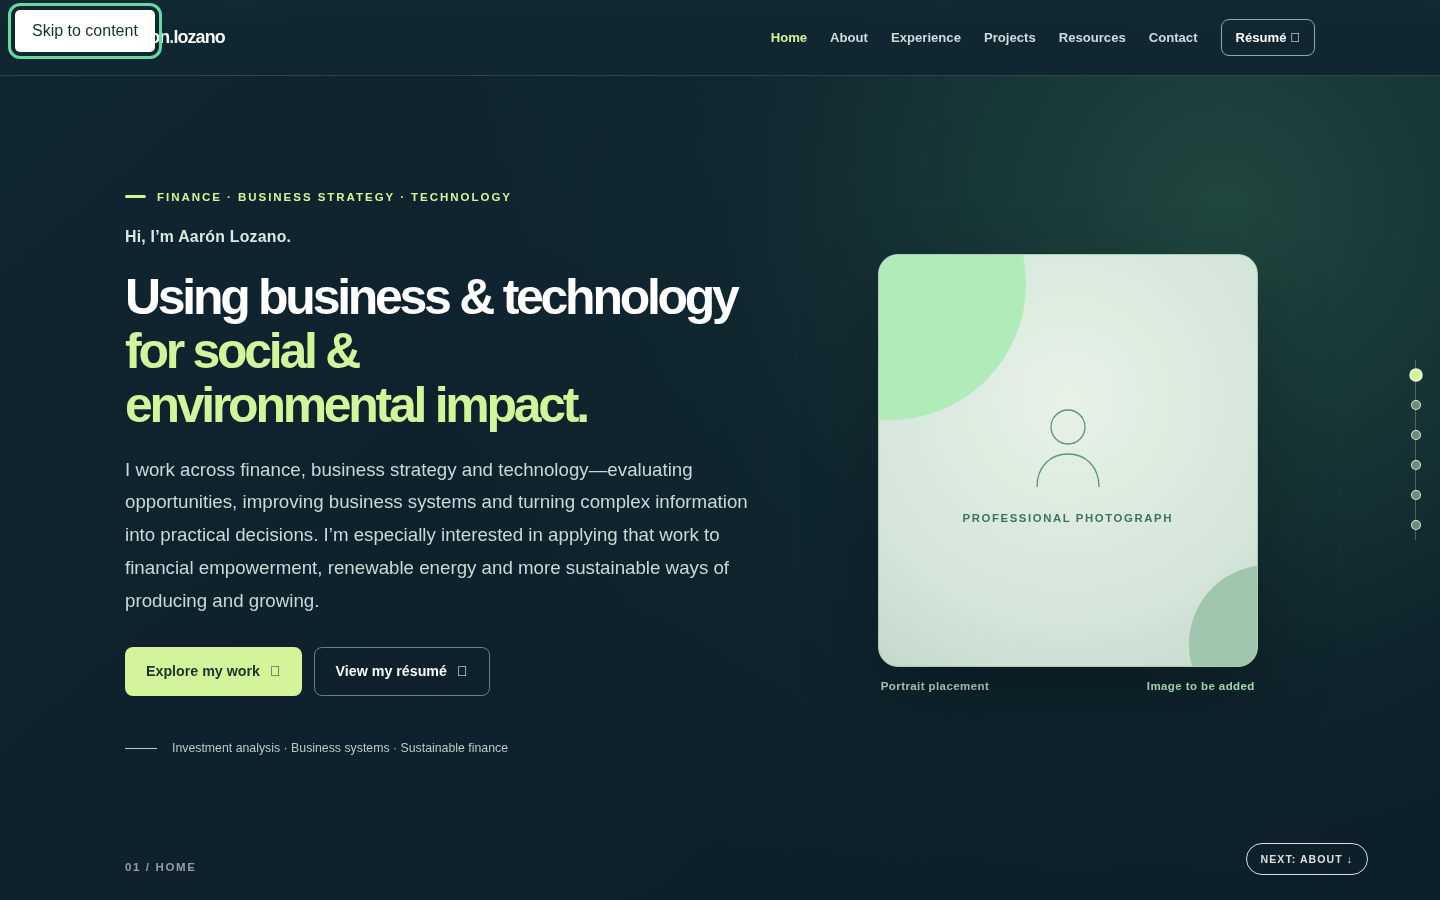 Skip to content
on.lozano
Home
About
Experience
Projects
Resources
Contact
Résumé
FINANCE · BUSINESS STRATEGY · TECHNOLOGY
Hi, I’m Aarón Lozano.
Using business & technology
for social &
environmental impact.
I work across finance, business strategy and technology—evaluating
opportunities, improving business systems and turning complex information
into practical decisions. I’m especially interested in applying that work to
financial empowerment, renewable energy and more sustainable ways of
producing and growing.
Explore my work
View my résumé
Investment analysis · Business systems · Sustainable finance
PROFESSIONAL PHOTOGRAPH
Portrait placement
Image to be added
01 / HOME
NEXT: ABOUT ↓